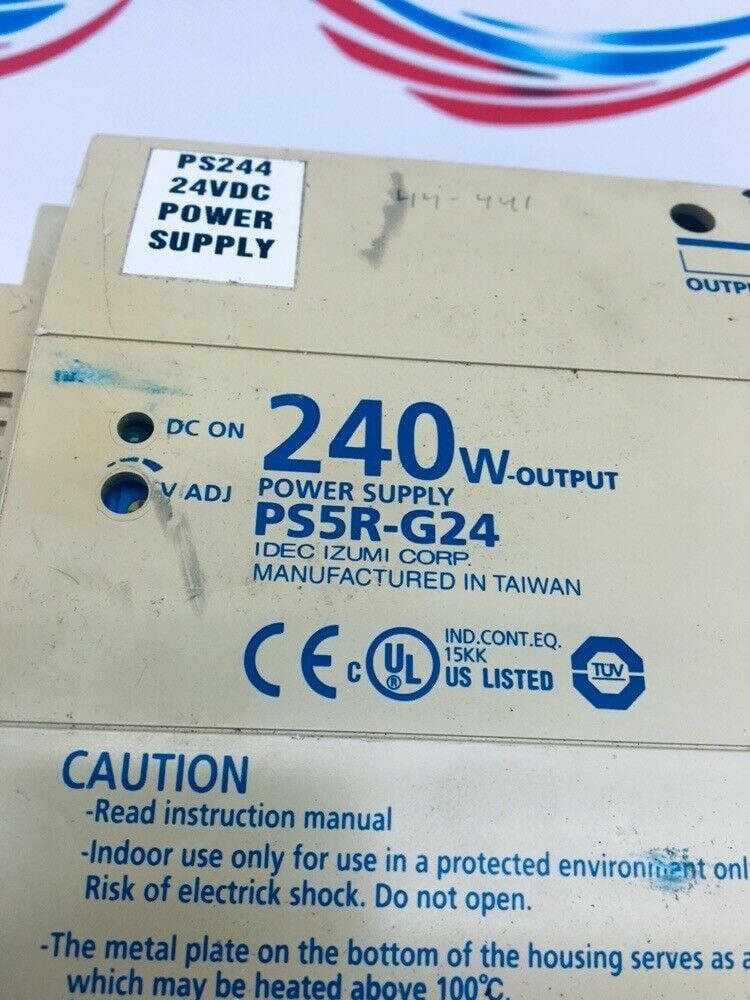 PS244
24VDC
POWER
SUPPLY
44-441
OUTP
DC ON
V ADJ
240W-OUTPUT
POWER SUPPLY
PS5R-G24
IDEC IZUMI CORP.
MANUFACTURED IN TAIWAN
CE
c UL ® US LISTED
IND.CONT.EQ.
15KK
TUV
CAUTION
-Read instruction manual
-Indoor use only for use in a protected environment onl
Risk of electrick shock. Do not open.
-The metal plate on the bottom of the housing serves as a
which may be heated above 100℃.